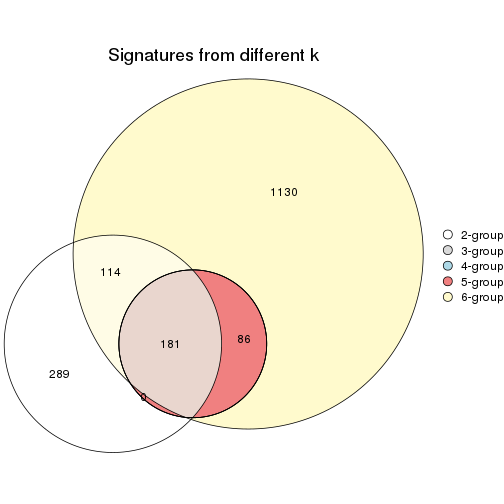 Signatures from different k
1130
114
181
86
289
0
2-group
3-group
4-group
5-group
6-group